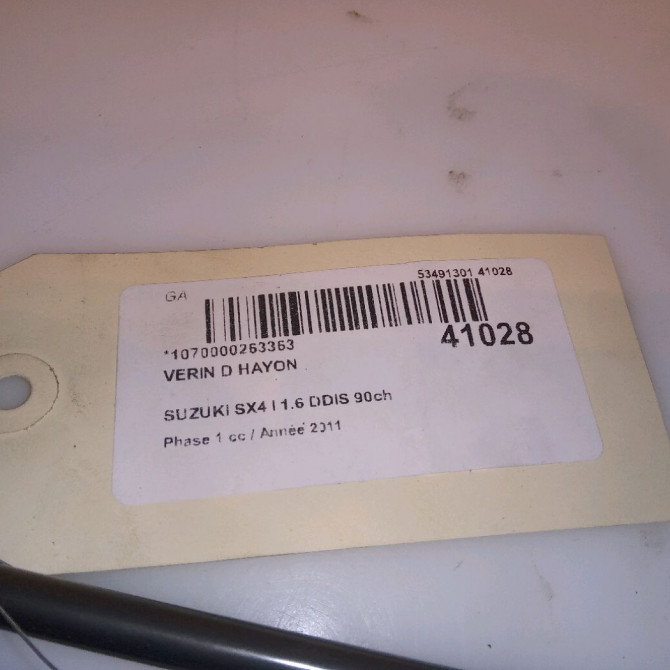 53491301 41028
GA
*1070000263363
41028
VERIN D HAYON
SUZUKI SX4 I 1.6 DDIS 90ch
Phase 1 cc / Année 2011